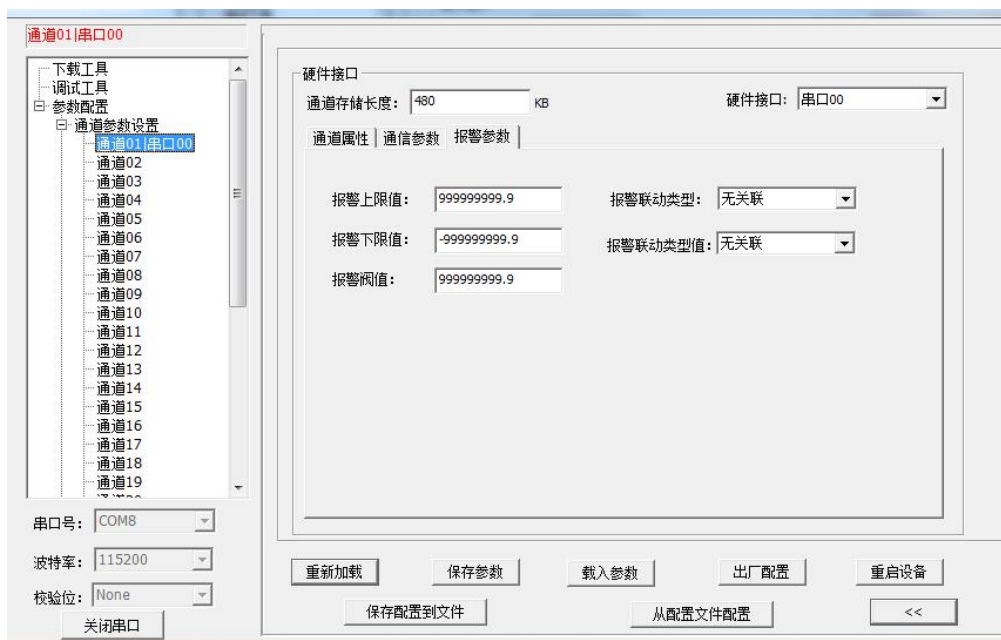 通道01|串口00
下载工具
调试工具
参数配置
通道参数设置
通道01|串口00
通道02
通道03
通道04
通道05
通道06
通道07
通道08
通道09
通道10
通道11
通道12
通道13
通道14
通道15
通道16
通道17
通道18
通道19
串口号： COM8
波特率： 115200
校验位： None
关闭串口
硬件接口
通道存储长度： 480 KB 硬件接口： 串口00
通道属性 通信参数 报警参数
报警上限值： 999999999.9 报警联动类型： 无关联
报警下限值： -999999999.9 报警联动类型值： 无关联
报警阀值： 999999999.9
重新加载 保存参数 载入参数 出厂配置 重启设备
保存配置到文件 从配置文件配置 <<